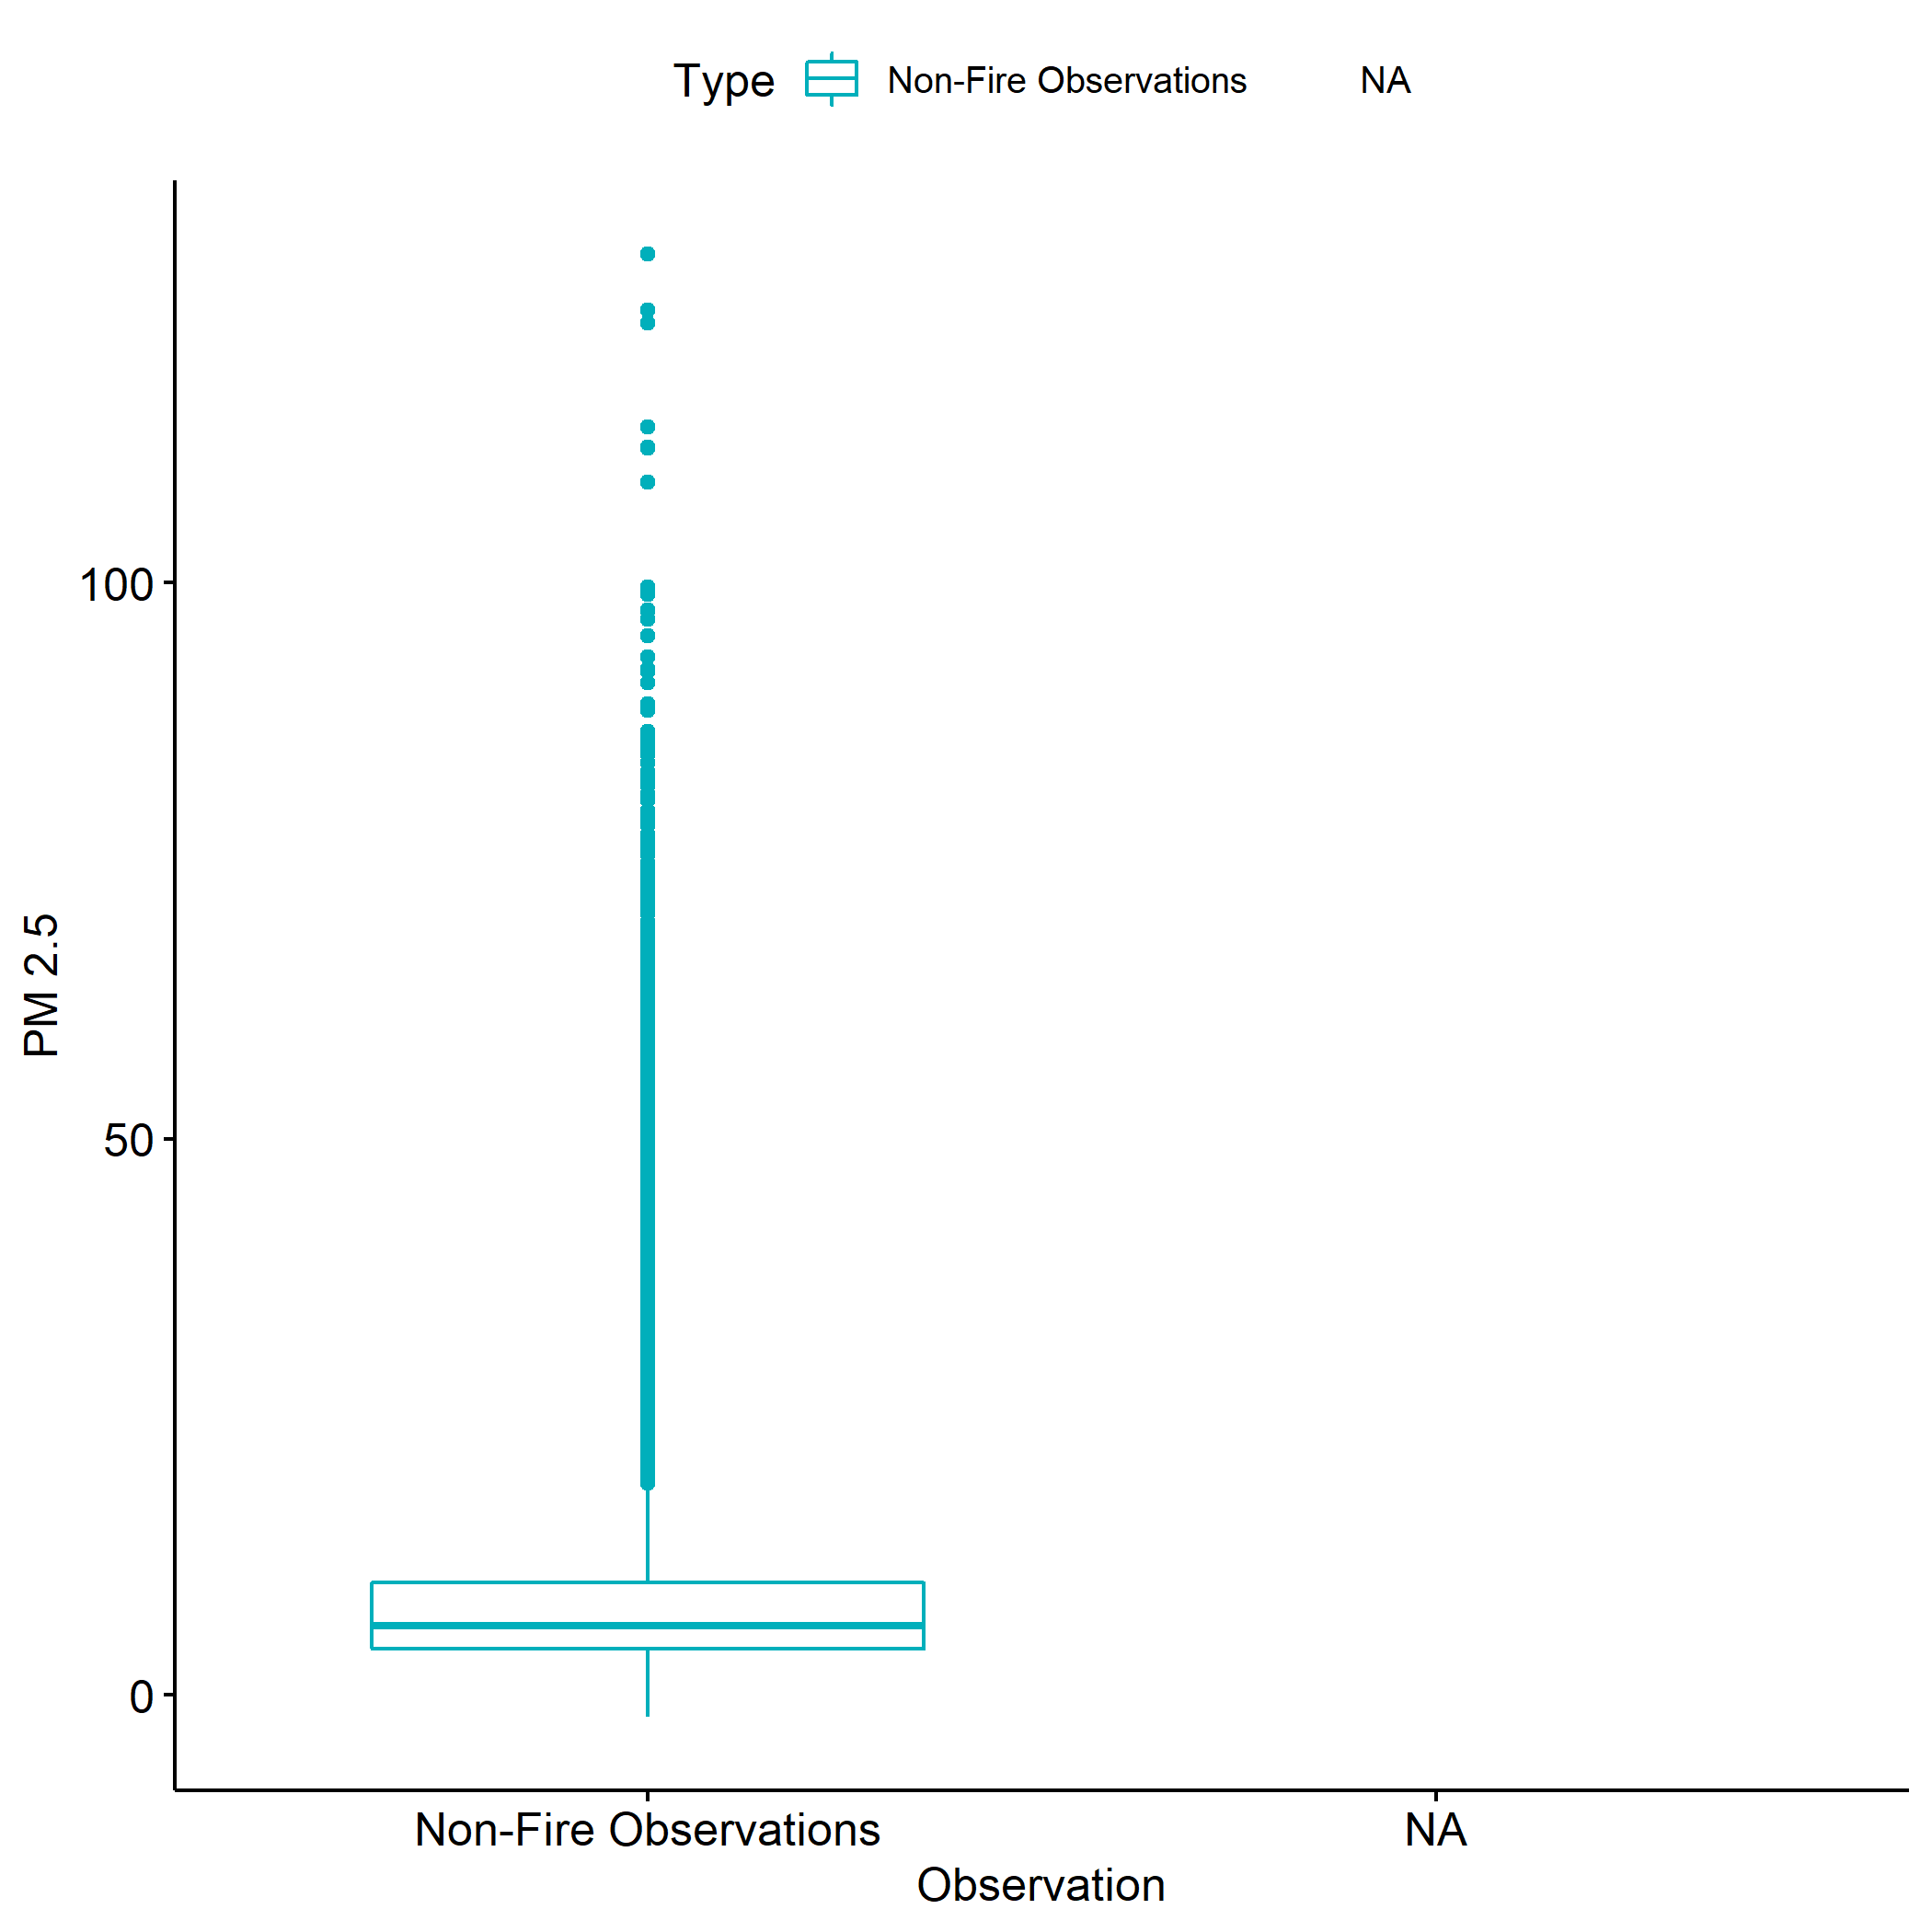 Type Non-Fire Observations NA
100
50
0
PM 2.5
Non-Fire Observations NA
Observation